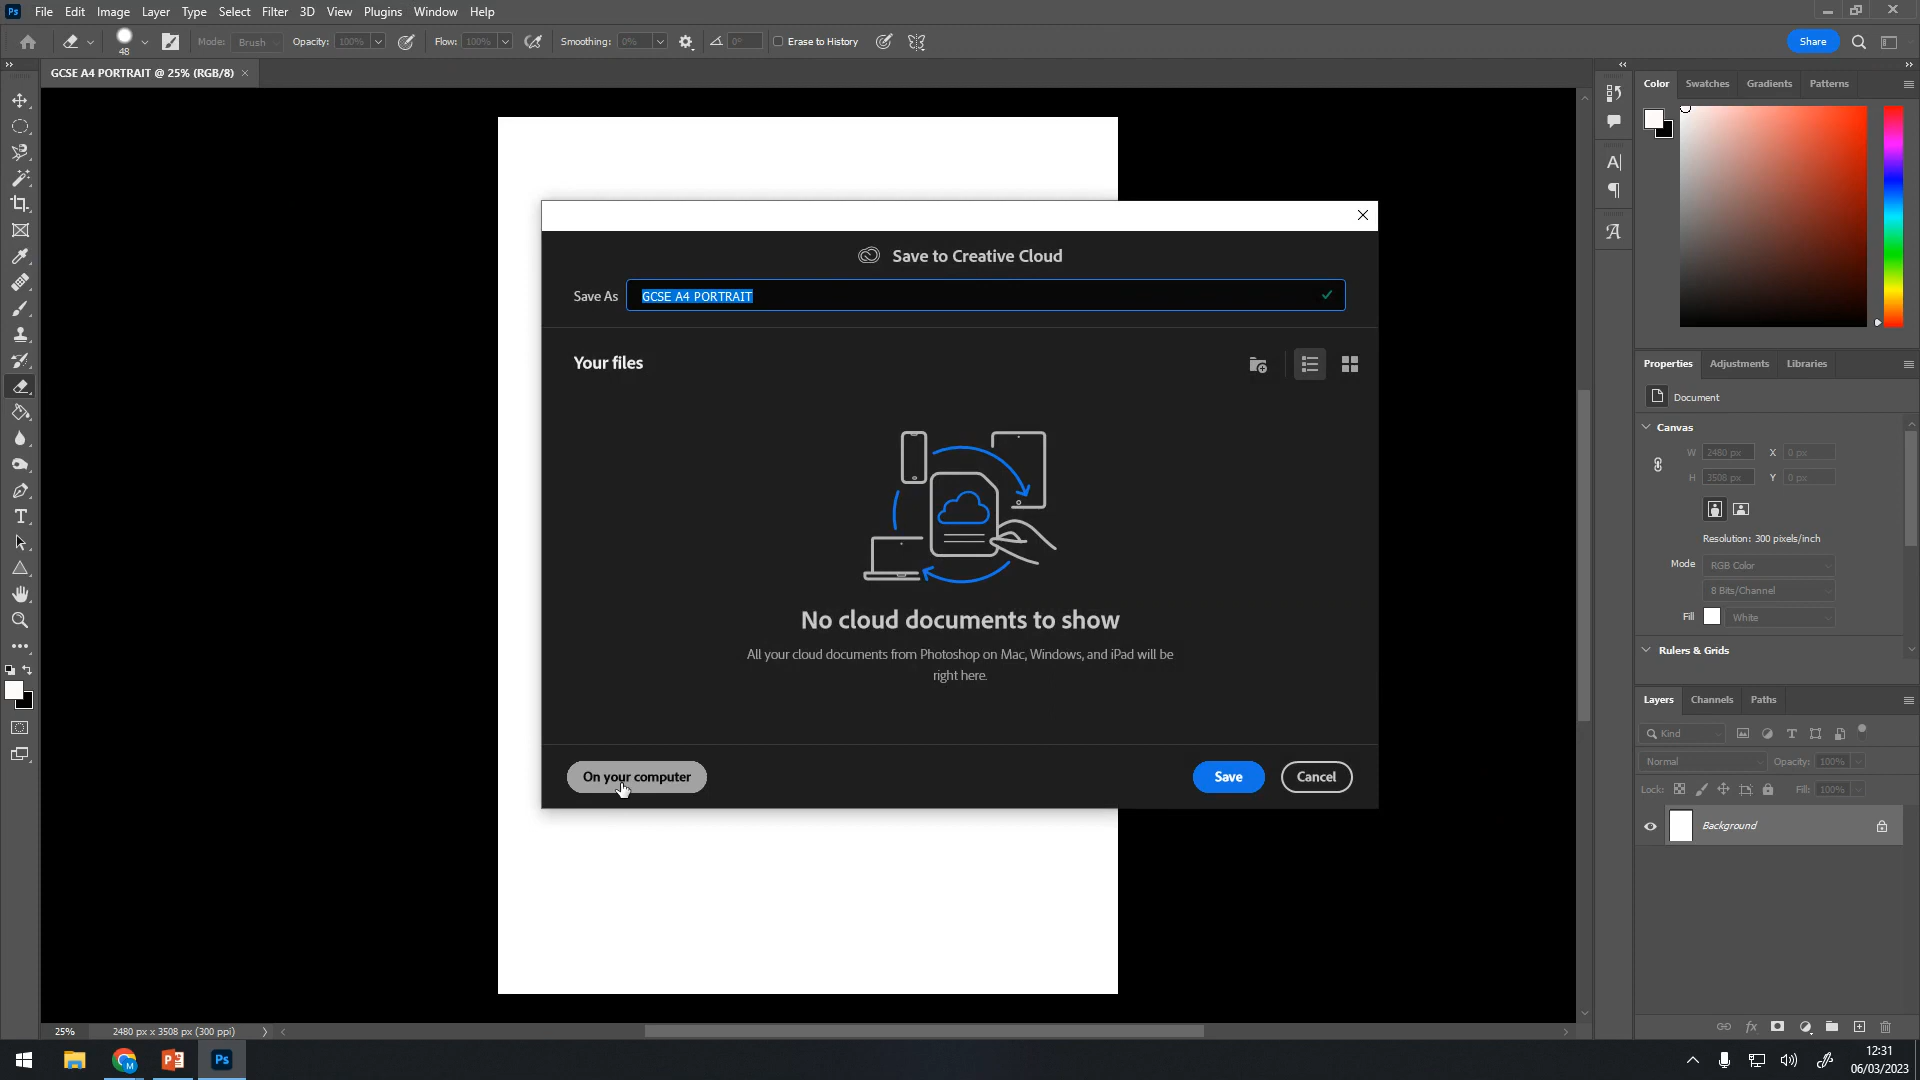 Ps File Edit Image Layer Type Select Filter 3D View Plugins Window Help
48 Mode: Brush Opacity: 100% Flow: 100% Smoothing: 0% 0° Erase to History Share
GCSE A4 PORTRAIT @ 25% (RGB/8)
Color Swatches Gradients Patterns
Save to Creative Cloud
Save As GCSE A4 PORTRAIT
Your files
No cloud documents to show
All your cloud documents from Photoshop on Mac, Windows, and iPad will be
right here.
On your computer Save Cancel
Properties Adjustments Libraries
Document
Canvas
W 2480 px X 0 px
H 3508 px Y 0 px
Resolution: 300 pixels/inch
Mode RGB Color
8 Bits/Channel
Fill White
Rulers & Grids
Layers Channels Paths
Kind
Normal Opacity: 100%
Lock: Fill: 100%
Background
25% 2480 px x 3508 px (300 ppi)
Ps
12:31
06/03/2023